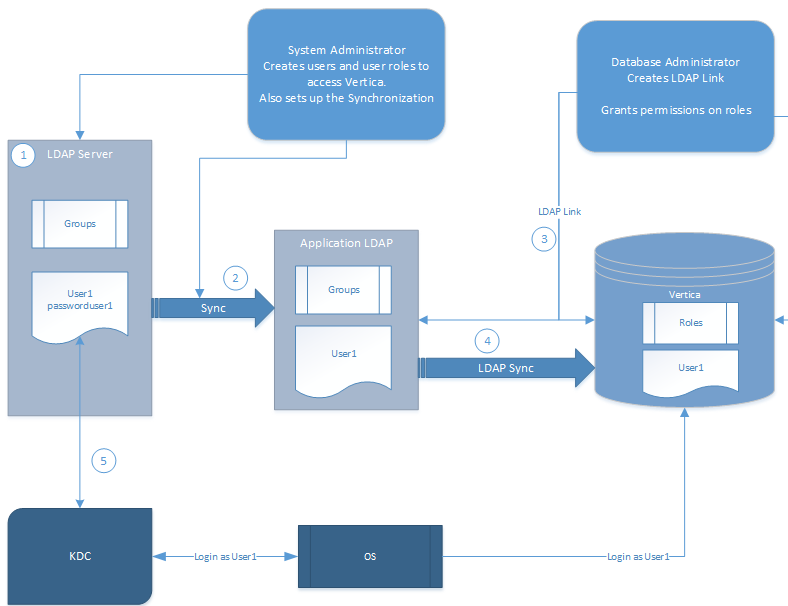 System Administrator
Creates users and user roles to
access Vertica.
Also sets up the Synchronization
Database Administrator
Creates LDAP Link
Grants permissions on roles
1
LDAP Server
Groups
User1
passworduser1
2
Sync
Application LDAP
Groups
User1
LDAP Link
3
4
LDAP Sync
Vertica
Roles
User1
5
KDC
Login as User1
OS
Login as User1